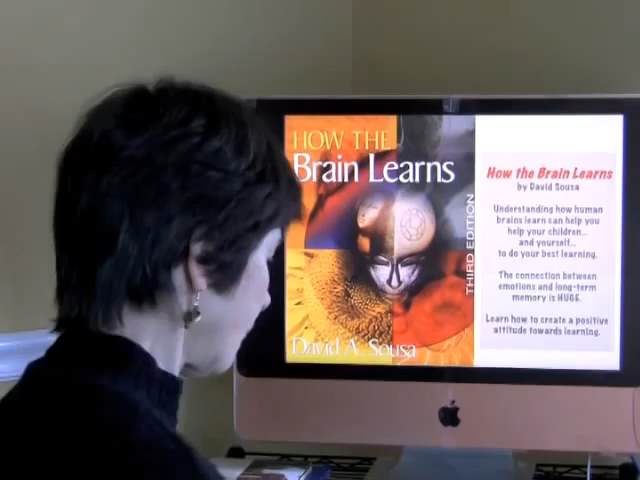 HOW THE
Brain Learns
THIRD EDITION
David A. Sousa
How the Brain Learns
by David Sousa
Understanding how human
brains learn can help you
help your children...
and yourself...
to do your best learning.
The connection between
emotions and long-term
memory is HUGE.
Learn how to create a positive
attitude towards learning.